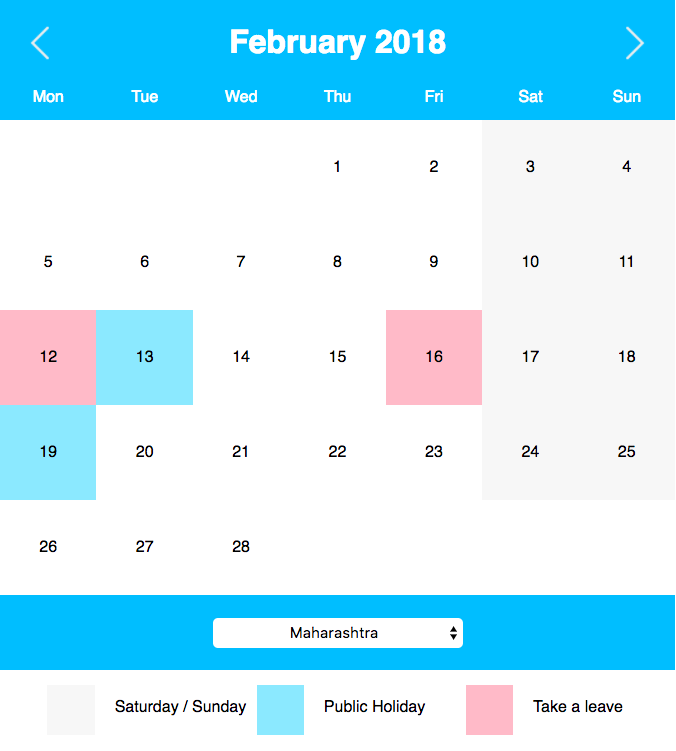 February 2018
Mon Tue Wed Thu Fri Sat Sun
1 2 3 4
5 6 7 8 9 10 11
12 13 14 15 16 17 18
19 20 21 22 23 24 25
26 27 28
Maharashtra
Saturday / Sunday Public Holiday Take a leave